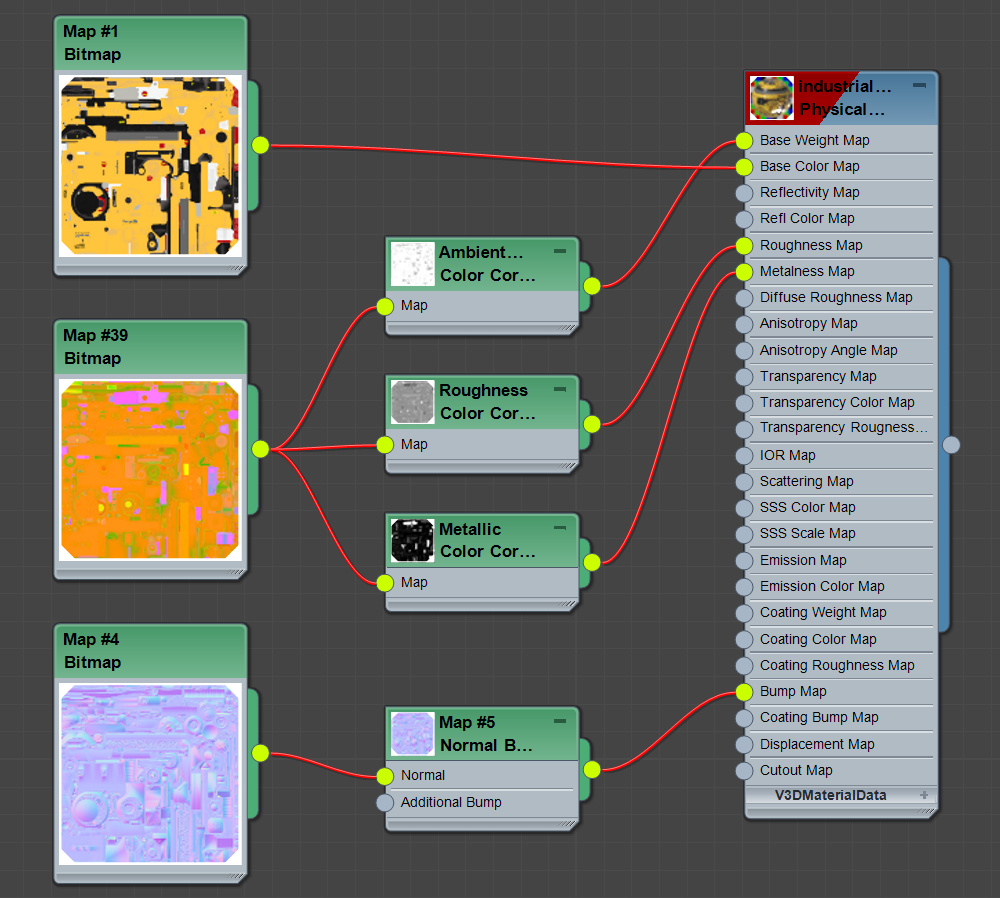 Map #1
Bitmap
Map #39
Bitmap
Map #4
Bitmap
Ambient...
Color Cor...
Map
Roughness
Color Cor...
Map
Metallic
Color Cor...
Map
Map #5
Normal B...
Normal
Additional Bump
industrial...
Physical...
Base Weight Map
Base Color Map
Reflectivity Map
Refl Color Map
Roughness Map
Metalness Map
Diffuse Roughness Map
Anisotropy Map
Anisotropy Angle Map
Transparency Map
Transparency Color Map
Transparency Rougness...
IOR Map
Scattering Map
SSS Color Map
SSS Scale Map
Emission Map
Emission Color Map
Coating Weight Map
Coating Color Map
Coating Roughness Map
Bump Map
Coating Bump Map
Displacement Map
Cutout Map
V3DMaterialData